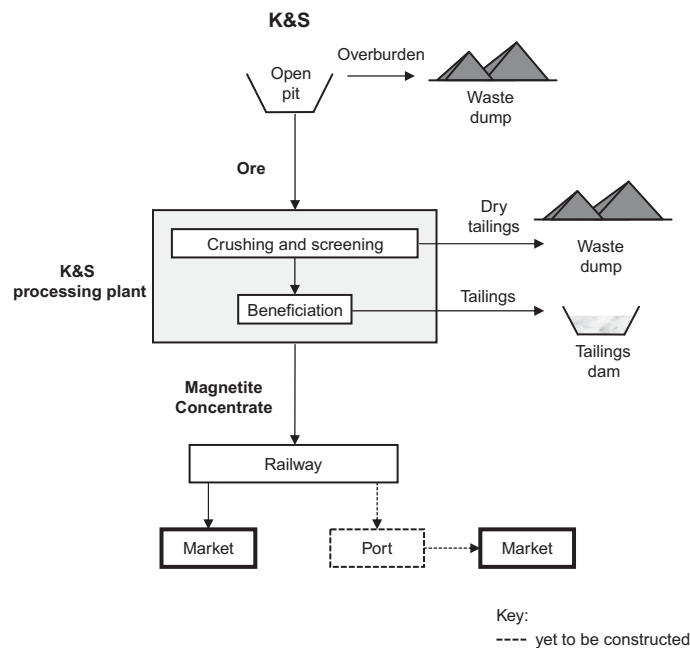 K&S
Overburden
Open
pit
Waste
dump
Ore
Dry
tailings
Crushing and screening
Waste
dump
K&S
processing plant
Tailings
Beneficiation
Tailings
dam
Magnetite
Concentrate
Railway
Market
Port
Market
Key:
yet to be constructed